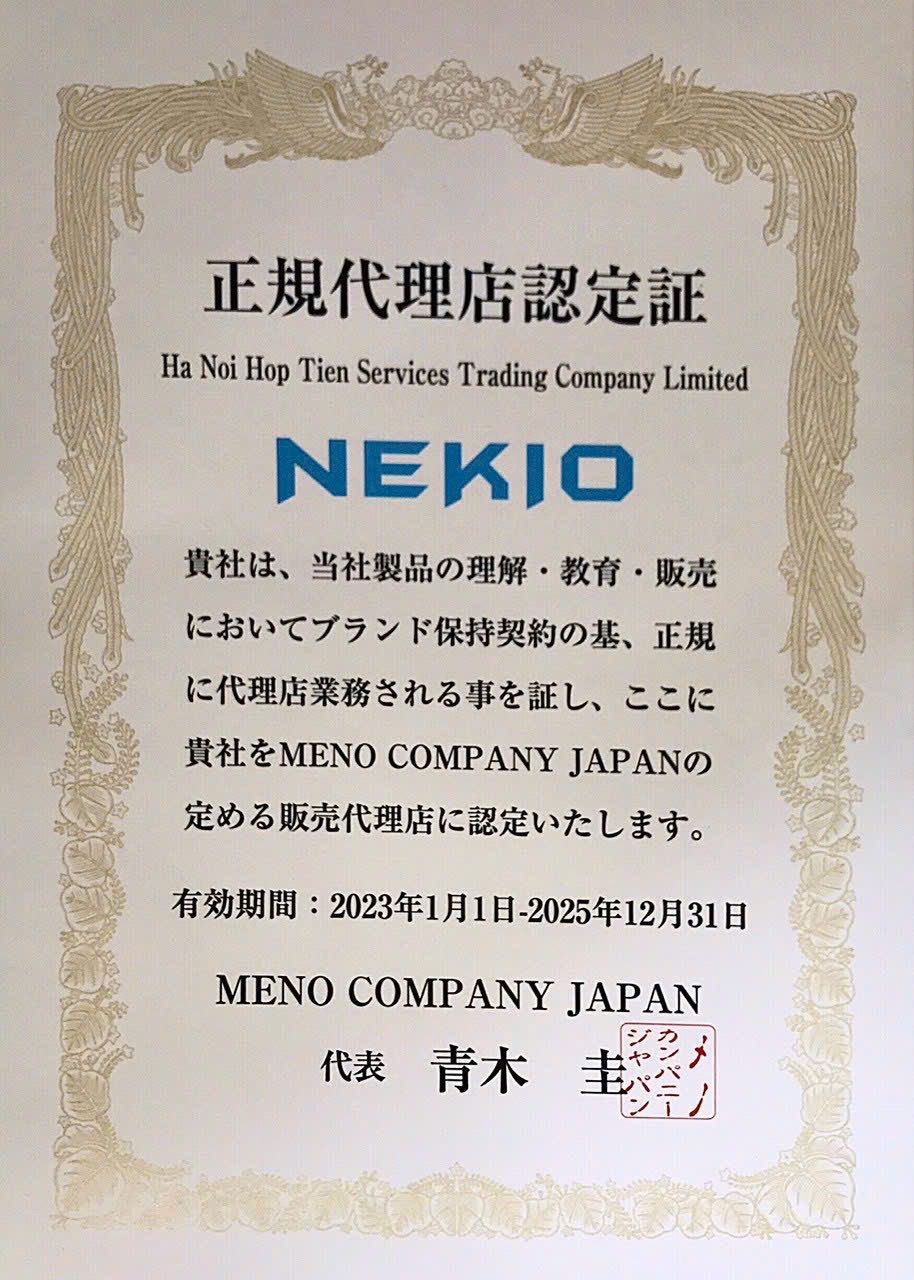 正規代理店認定証
Ha Noi Hop Tien Services Trading Company Limited
NEKIO
貴社は、当社製品の理解・教育・販売
においてブランド保持契約の基、正規
に代理店業務される事を証し、ここに
貴社をMENO COMPANY JAPANの
定める販売代理店に認定いたします。
有効期間：2023年1月1日-2025年12月31日
MENO COMPANY JAPAN
代表　青木　圭
メノ
カンパニー
ジャパン